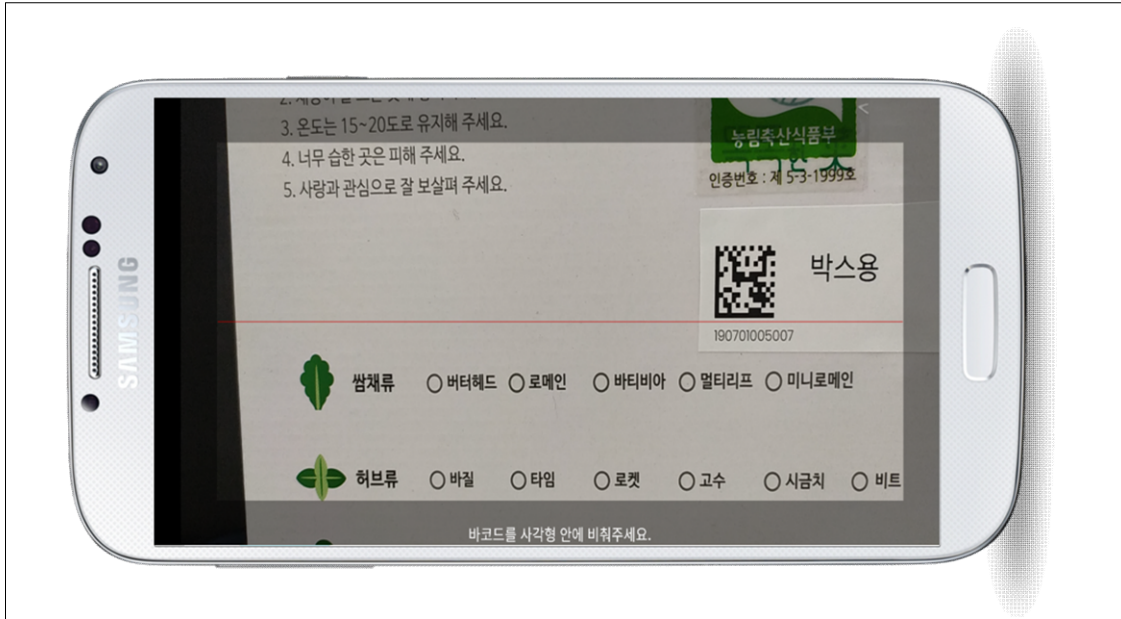 2.
3. 온도는 15~20도로 유지해 주세요.
4. 너무 습한 곳은 피해 주세요.
5. 사랑과 관심으로 잘 보살펴 주세요.
농림축산식품부
인증번호 : 제 5-3-1999호
박스용
190701005007
쌈채류 버터헤드 로메인 바티비아 멀티리프 미니로메인
허브류 바질 타임 로켓 고수 시금치 비트
바코드를 사각형 안에 비춰주세요.
SAMSUNG